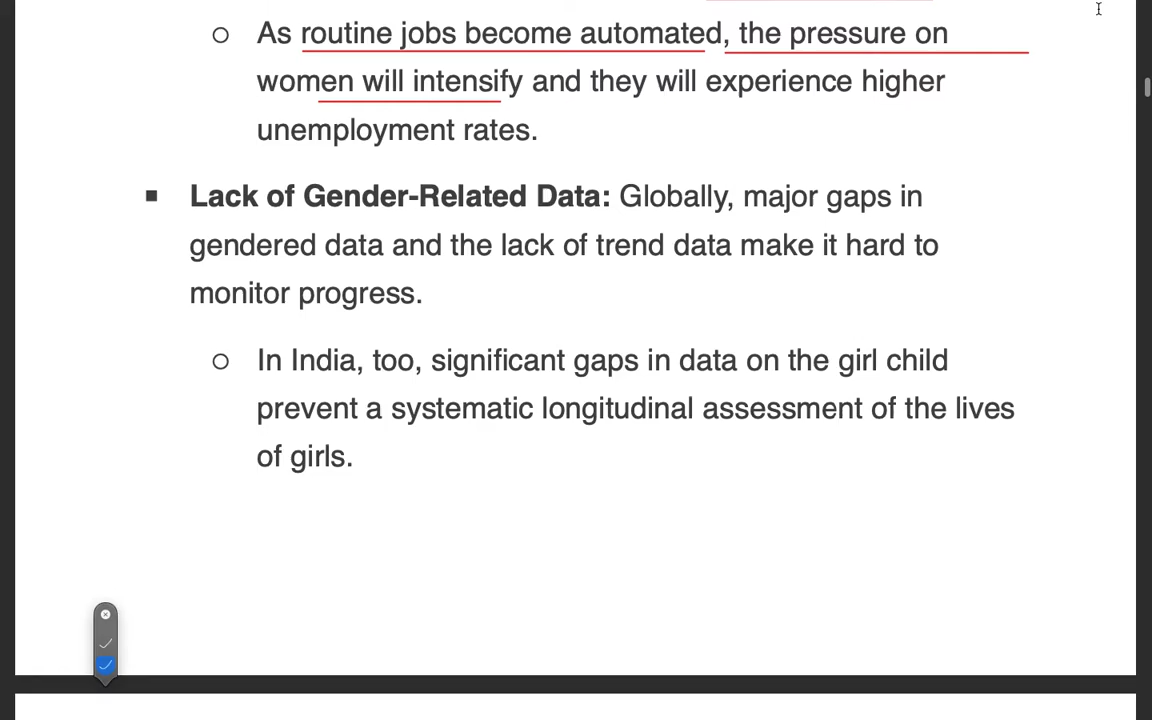 ○ As routine jobs become automated, the pressure on
women will intensify and they will experience higher
unemployment rates.
▪ Lack of Gender-Related Data: Globally, major gaps in
gendered data and the lack of trend data make it hard to
monitor progress.
○ In India, too, significant gaps in data on the girl child
prevent a systematic longitudinal assessment of the lives
of girls.